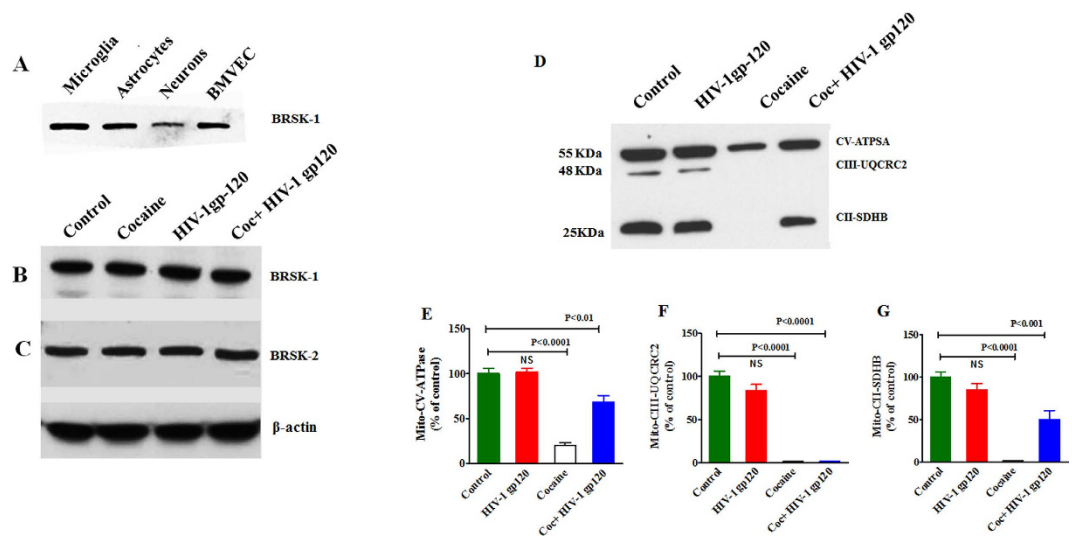 A
Microglia
Astrocytes
Neurons
BMVEC
BRSK-1
Control
Cocaine
HIV-1gp-120
Coc+ HIV-1 gp120
B
BRSK-1
C
BRSK-2
β-actin
D
Control
HIV-1gp-120
Cocaine
Coc+ HIV-1 gp120
55 KDa
48 KDa
25KDa
CV-ATPSA
CIII-UQCRC2
CII-SDHB
E
P<0.01
P<0.0001
NS
150
100
50
0
Mito-CV-ATPase
(% of control)
Control
HIV-1 gp120
Cocaine
Coc+ HIV-1 gp120
F
P<0.0001
P<0.0001
NS
150
100
50
0
Mito-CIII-UQCRC2
(% of control)
Control
HIV-1 gp120
Cocaine
Coc+ HIV-1 gp120
G
P<0.001
P<0.0001
NS
150
100
50
0
Mito-CII-SDHB
(% of control)
Control
HIV-1 gp120
Cocaine
Coc+ HIV-1 gp120